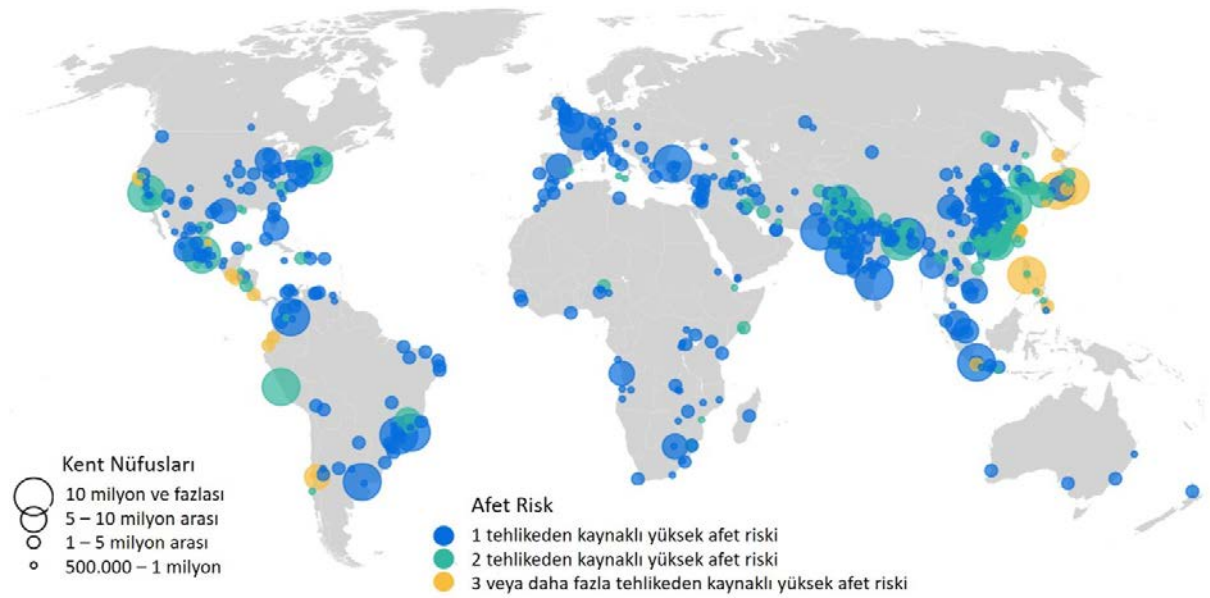 Kent Nüfusları
10 milyon ve fazlası
5 – 10 milyon arası
1 – 5 milyon arası
500.000 – 1 milyon
Afet Risk
1 tehlikeden kaynaklı yüksek afet riski
2 tehlikeden kaynaklı yüksek afet riski
3 veya daha fazla tehlikeden kaynaklı yüksek afet riski